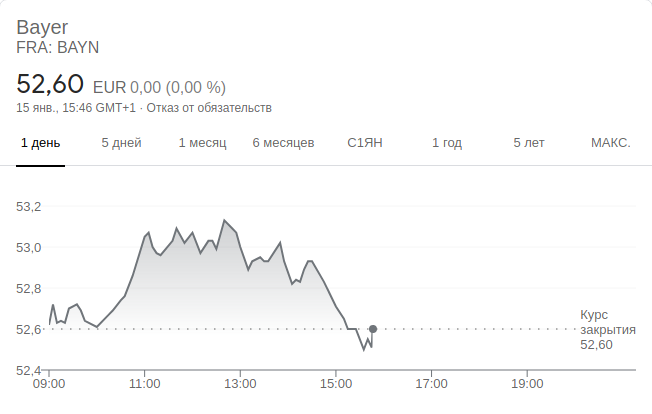 Bayer
FRA: BAYN
52,60 EUR 0,00 (0,00 %)
15 янв., 15:46 GMT+1 · Отказ от обязательств
1 день 5 дней 1 месяц 6 месяцев С1ЯН 1 год 5 лет МАКС.
53,2
53,0
52,8
52,6
52,4
Курс
закрытия
52,60
09:00 11:00 13:00 15:00 17:00 19:00